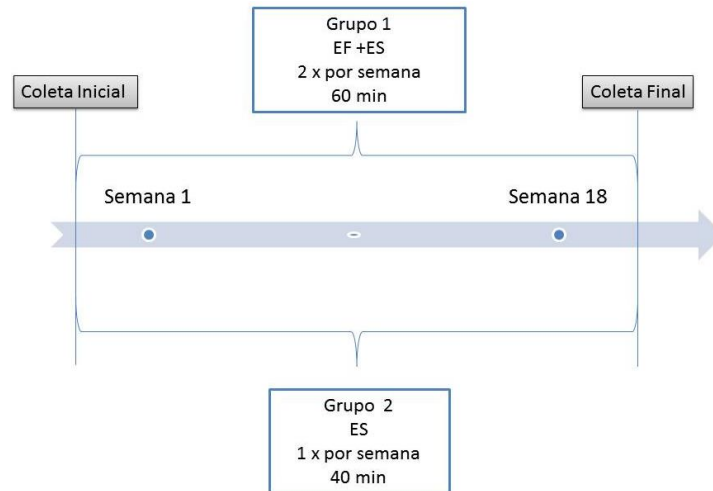 Grupo 1
EF +ES
2 x por semana
60 min
Coleta Inicial
Coleta Final
Semana 1
Semana 18
Grupo 2
ES
1 x por semana
40 min